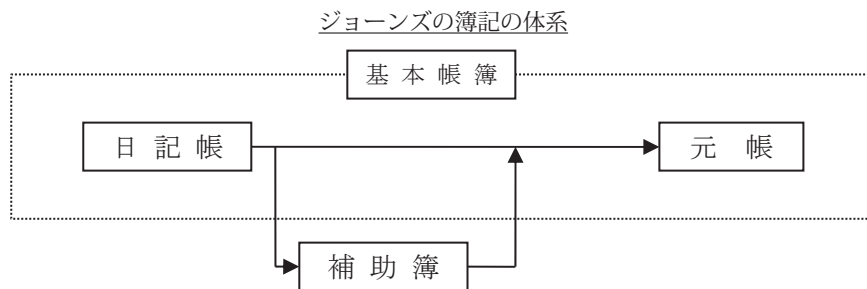 ジョーンズの簿記の体系
基本帳簿
日記帳
元帳
補助簿